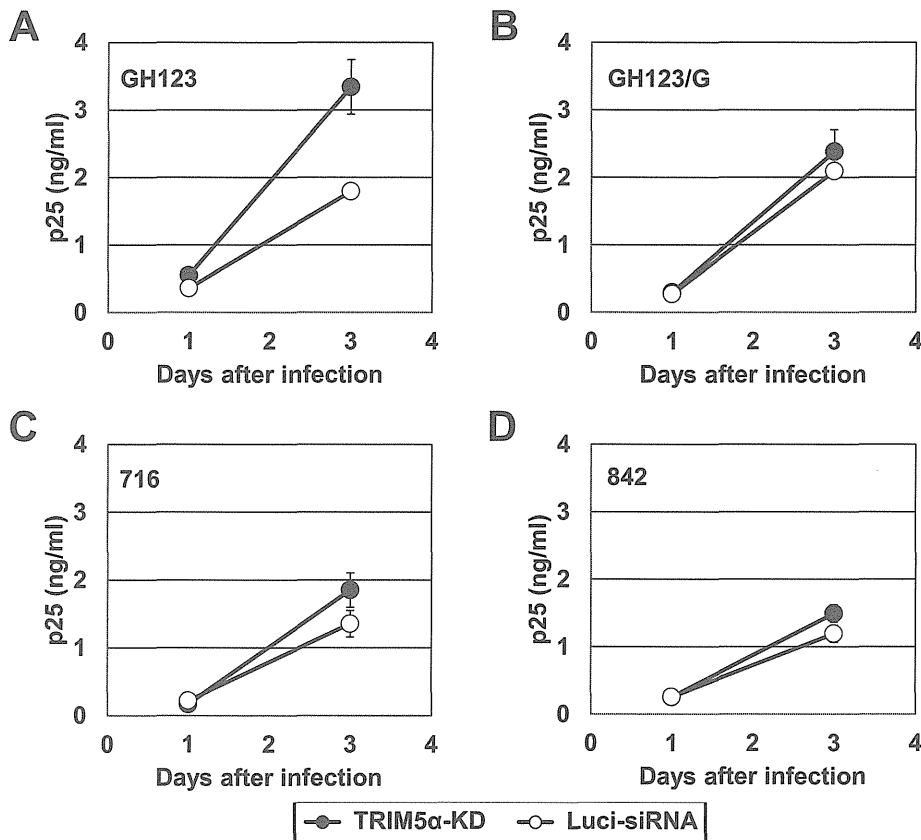 A
GH123
4
3
2
1
0
p25 (ng/ml)
0 1 2 3 4
Days after infection
B
GH123/G
4
3
2
1
0
p25 (ng/ml)
0 1 2 3 4
Days after infection
C
716
4
3
2
1
0
p25 (ng/ml)
0 1 2 3 4
Days after infection
D
842
4
3
2
1
0
p25 (ng/ml)
0 1 2 3 4
Days after infection
TRIM5α-KD Luci-siRNA